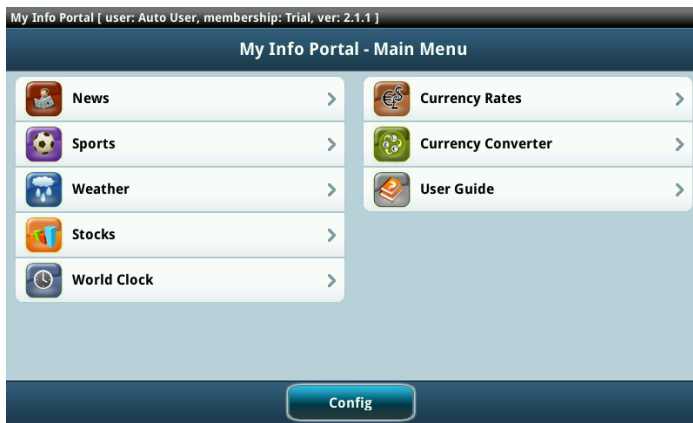 My Info Portal [ user: Auto User, membership: Trial, ver: 2.1.1 ]
My Info Portal - Main Menu
News
Sports
Weather
Stocks
World Clock
Currency Rates
Currency Converter
User Guide
Config